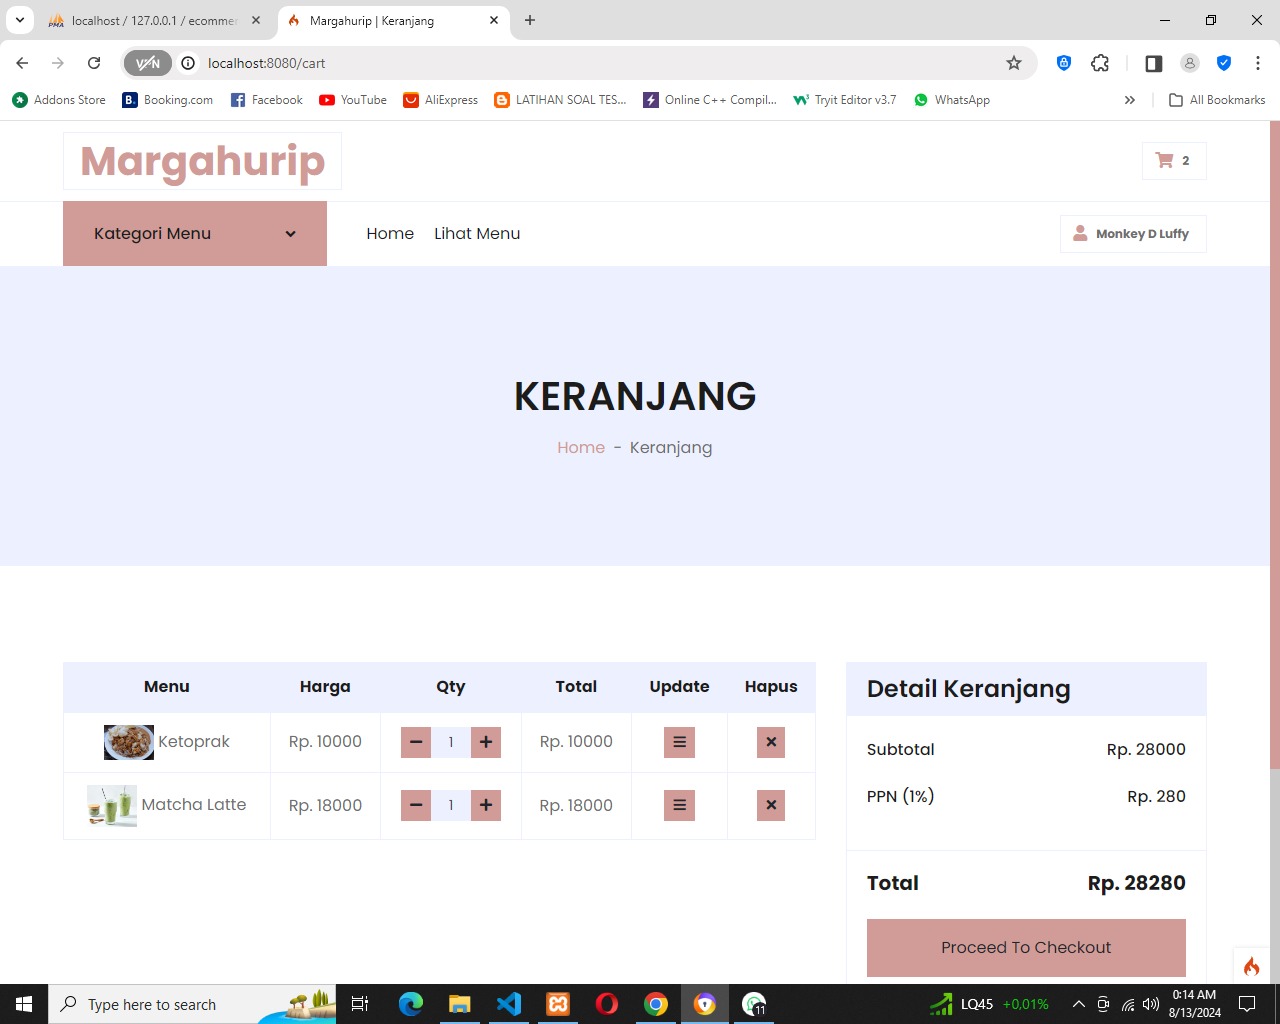 localhost / 127.0.0.1 / ecomme
Margahurip | Keranjang
VPN
localhost:8080/cart
Addons Store
Booking.com
Facebook
YouTube
AliExpress
LATIHAN SOAL TES...
Online C++ Compil...
Tryit Editor v3.7
WhatsApp
All Bookmarks
Margahurip
2
Kategori Menu
Home
Lihat Menu
Monkey D Luffy
KERANJANG
Home - Keranjang
Menu Harga Qty Total Update Hapus
Ketoprak Rp. 10000 1 Rp. 10000
Matcha Latte Rp. 18000 1 Rp. 18000
Detail Keranjang
Subtotal Rp. 28000
PPN (1%) Rp. 280
Total Rp. 28280
Proceed To Checkout
Type here to search
11
LQ45 +0,01%
0:14 AM
8/13/2024